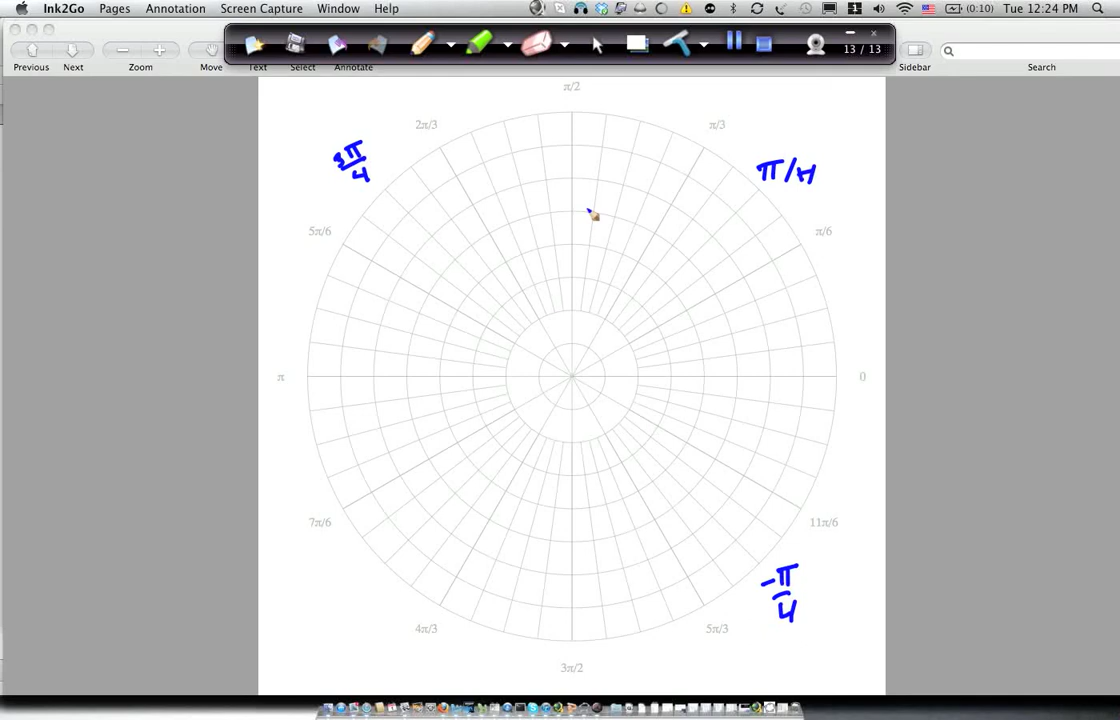 Ink2Go Pages Annotation Screen Capture Window Help
(0:10) Tue 12:24 PM
13 / 13
Previous Next Zoom Move Text Select Annotate Sidebar Search
π/2
2π/3 π/3
3π/4 π/4
5π/6 π/6
π 0
7π/6 11π/6
-π/4
4π/3 5π/3
3π/2